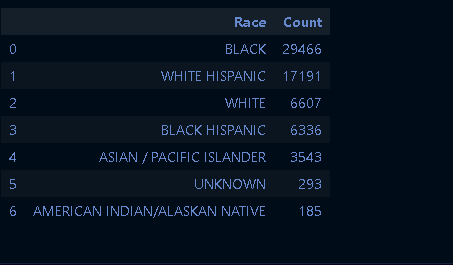 Race Count
0 BLACK 29466
1 WHITE HISPANIC 17191
2 WHITE 6607
3 BLACK HISPANIC 6336
4 ASIAN / PACIFIC ISLANDER 3543
5 UNKNOWN 293
6 AMERICAN INDIAN/ALASKAN NATIVE 185